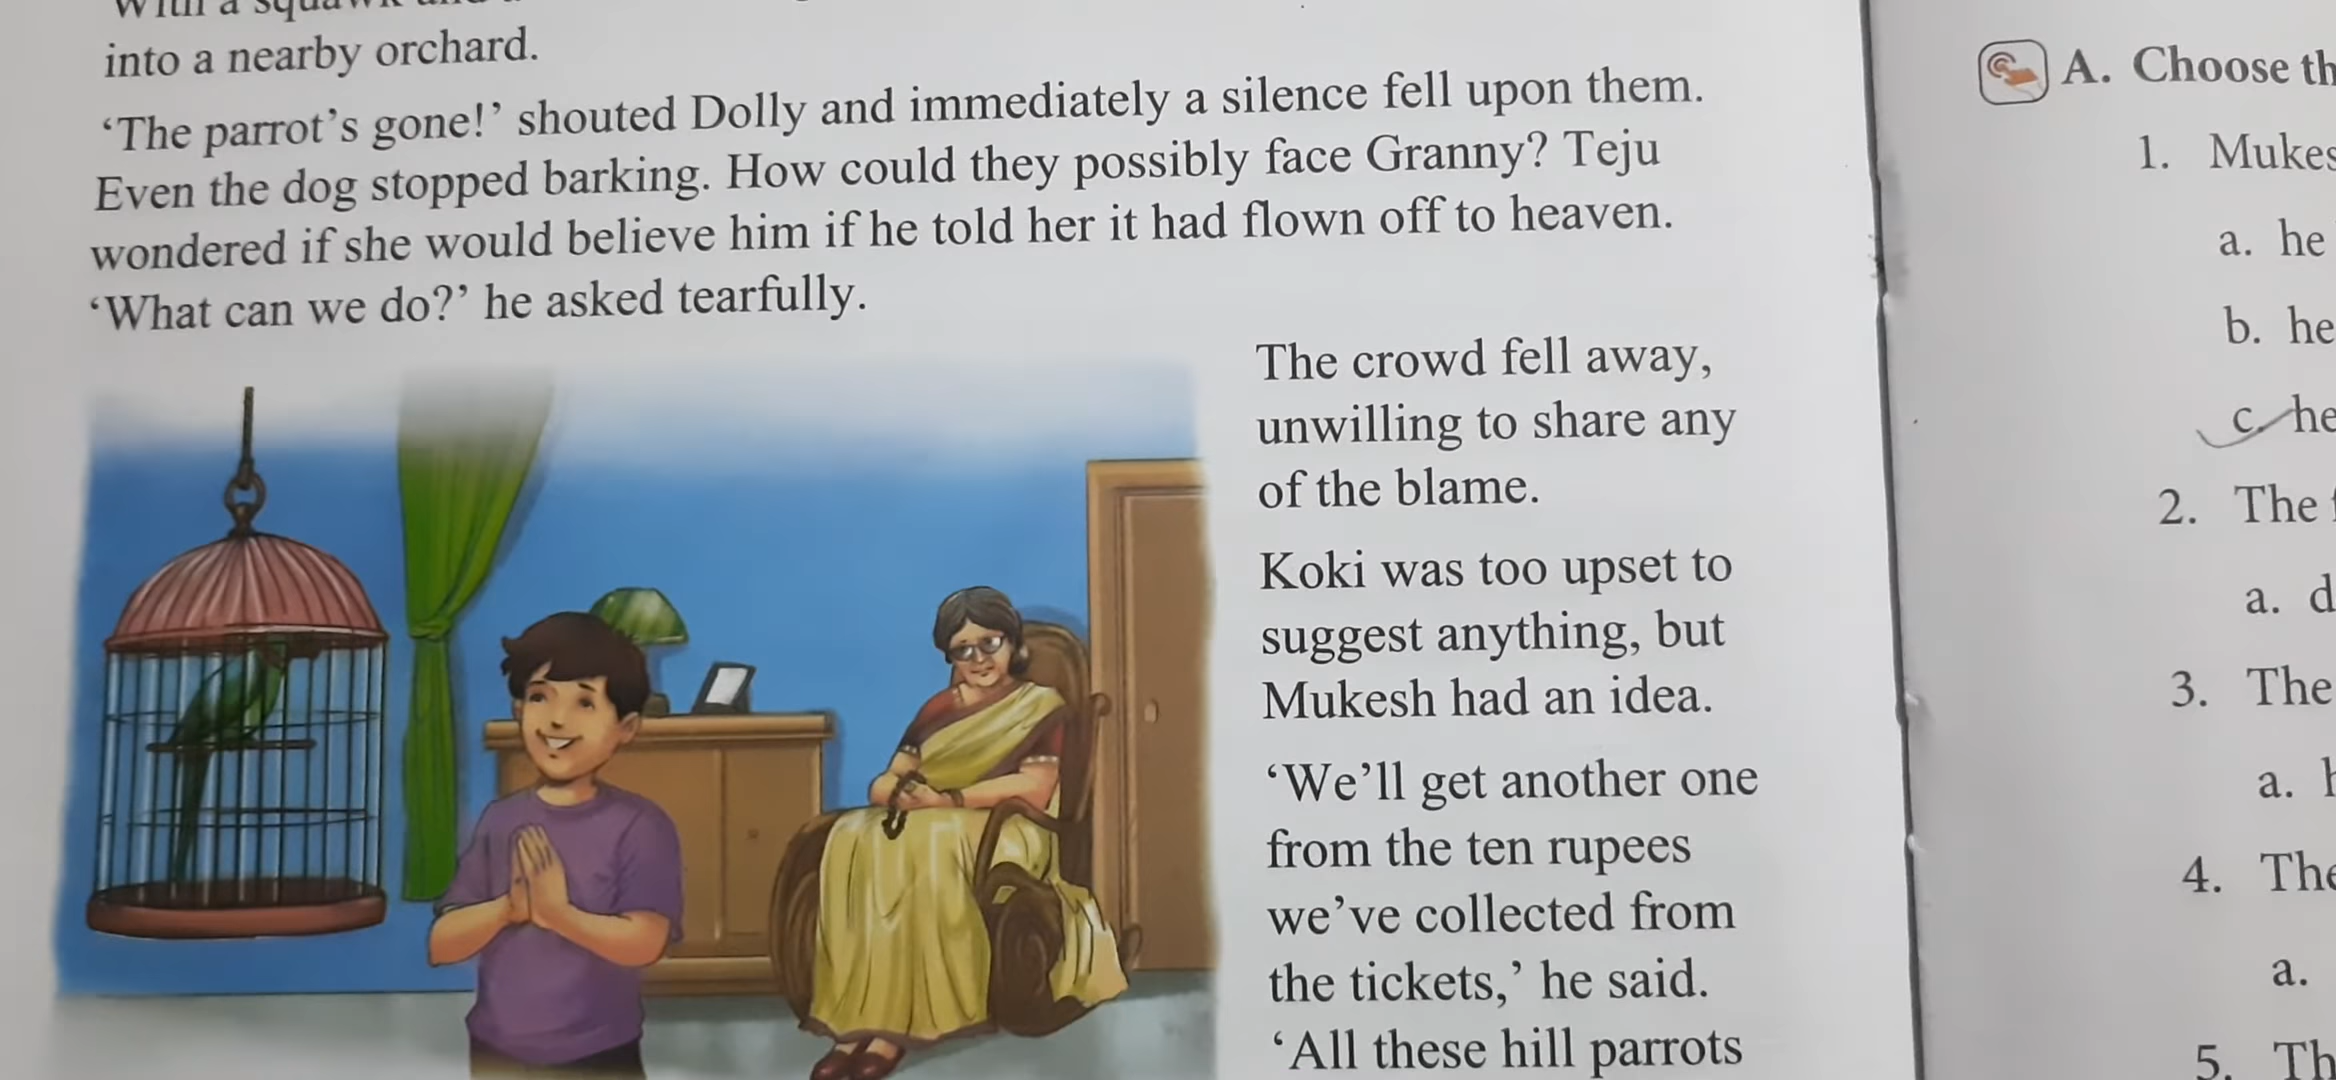 With a
into a nearby orchard.
‘The parrot’s gone!’ shouted Dolly and immediately a silence fell upon them.
Even the dog stopped barking. How could they possibly face Granny? Teju
wondered if she would believe him if he told her it had flown off to heaven.
‘What can we do?’ he asked tearfully.
The crowd fell away,
unwilling to share any
of the blame.
Koki was too upset to
suggest anything, but
Mukesh had an idea.
‘We’ll get another one
from the ten rupees
we’ve collected from
the tickets,’ he said.
‘All these hill parrots
A. Choose
1.
a. he
b. he
c. he
2. The
a.
3. The
a.
4.
a.
5.